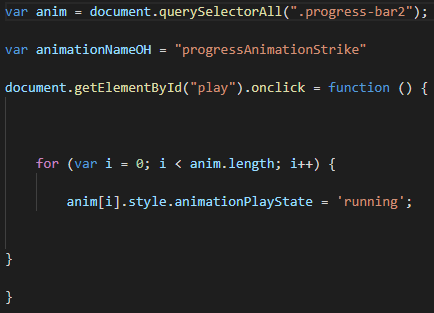 var anim = document.querySelectorAll(".progress-bar2");
var animationNameOH = "progressAnimationStrike"
document.getElementById("play").onclick = function () {
for (var i = 0; i < anim.length; i++) {
anim[i].style.animationPlayState = 'running';
}
}